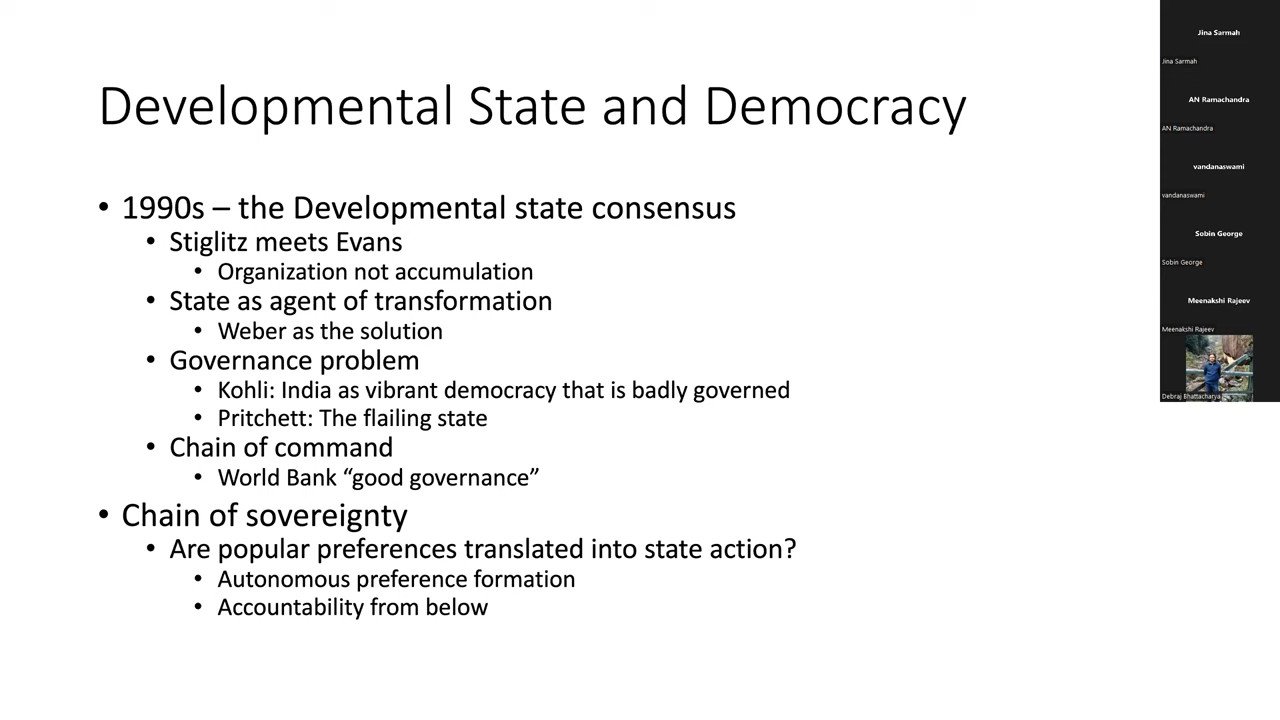 Developmental State and Democracy
• 1990s – the Developmental state consensus
• Stiglitz meets Evans
• Organization not accumulation
• State as agent of transformation
• Weber as the solution
• Governance problem
• Kohli: India as vibrant democracy that is badly governed
• Pritchett: The flailing state
• Chain of command
• World Bank “good governance”
• Chain of sovereignty
• Are popular preferences translated into state action?
• Autonomous preference formation
• Accountability from below
Jina Sarmah
Jina Sarmah
AN Ramachandra
AN Ramachandra
vandanaswami
vandanaswami
Sobin George
Sobin George
Meenakshi Rajeev
Meenakshi Rajeev
Debraj Bhattacharya